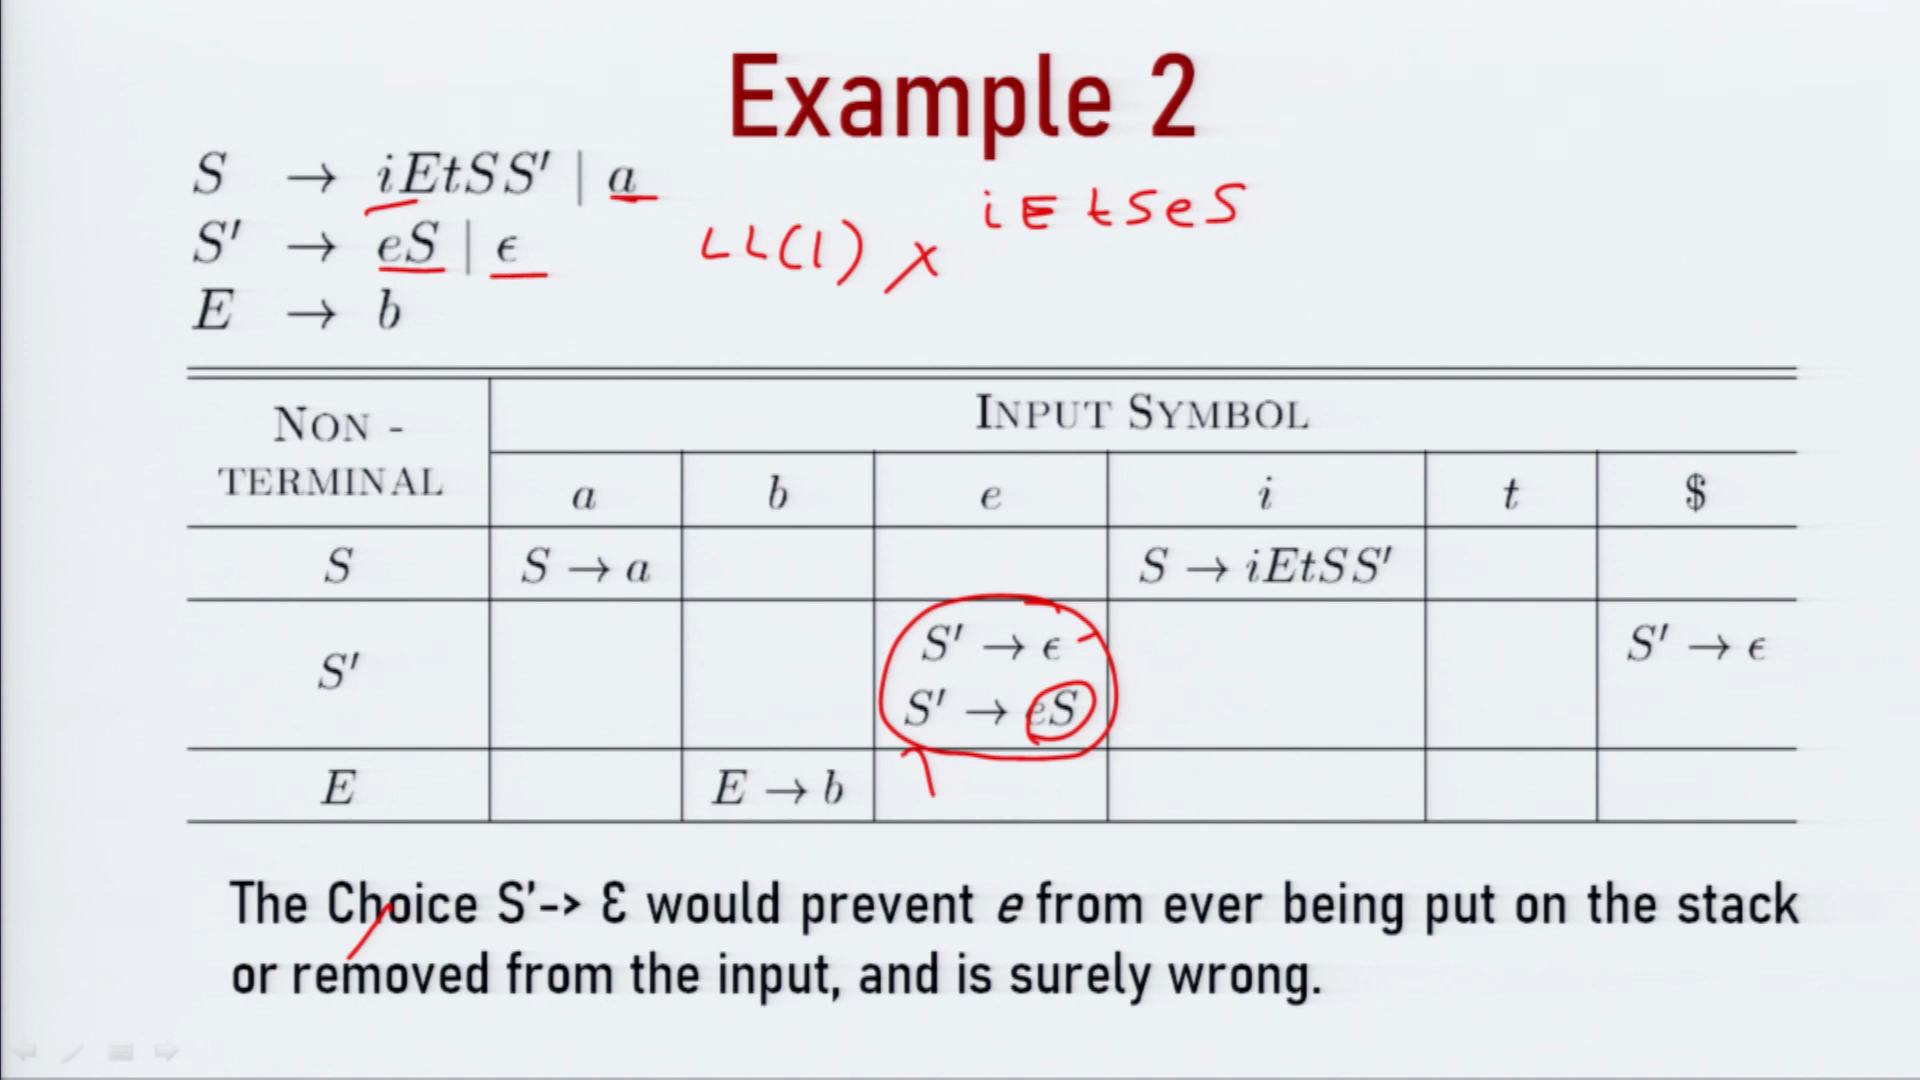 Example 2
S → iEtSS′ | a
iEtSeS
S′ → eS | ϵ
LL(1) ✗
E → b
NON - TERMINAL
INPUT SYMBOL
a b e i t $
S S → a S → iEtSS′
S′ S′ → ϵ S′ → eS S′ → ϵ
E E → b
The Choice S'-> Ɛ would prevent e from ever being put on the stack
or removed from the input, and is surely wrong.